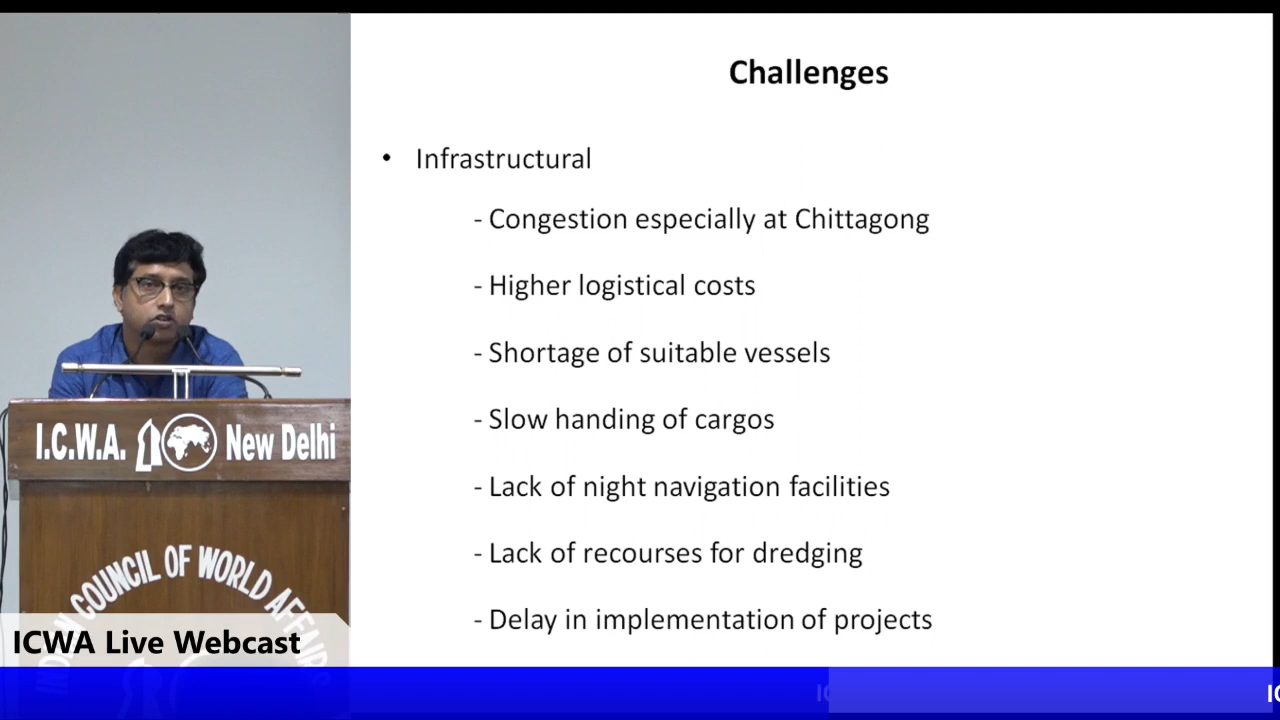 Challenges
• Infrastructural
- Congestion especially at Chittagong
- Higher logistical costs
- Shortage of suitable vessels
- Slow handing of cargos
- Lack of night navigation facilities
- Lack of recourses for dredging
- Delay in implementation of projects
I.C.W.A. New Delhi
COUNCIL OF WORLD AFFAIRS
ICWA Live Webcast